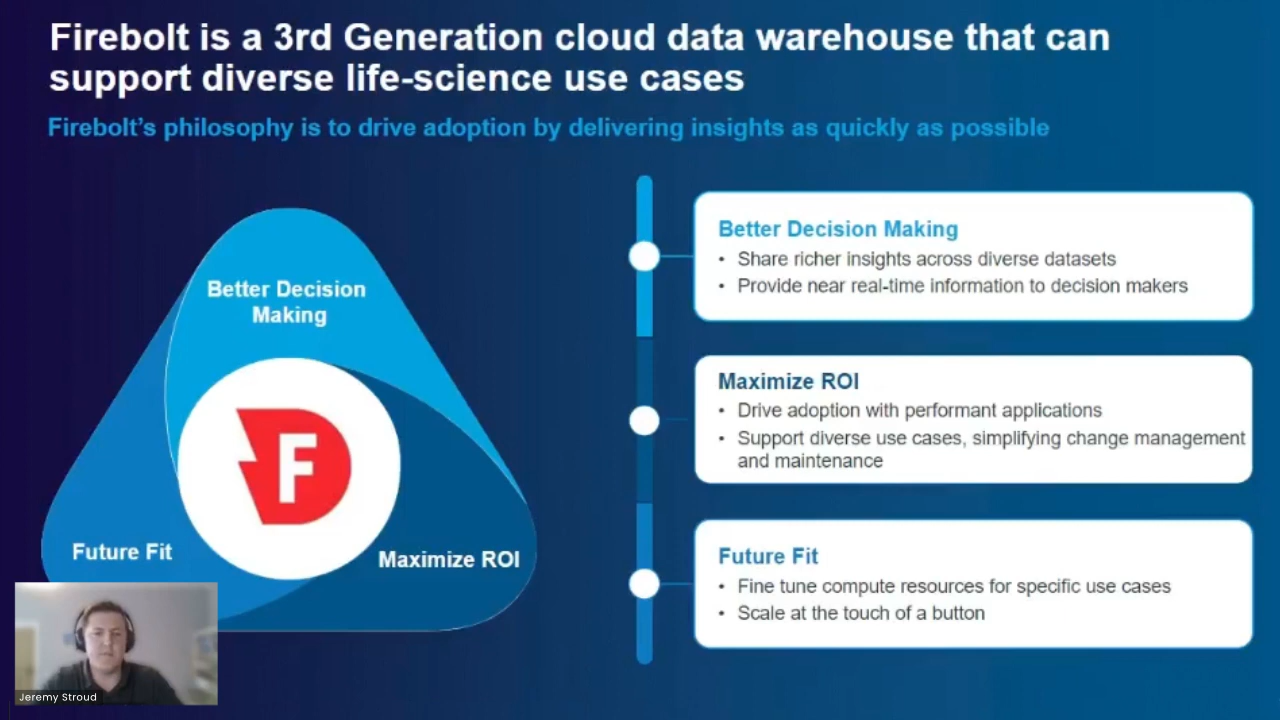 Firebolt is a 3rd Generation cloud data warehouse that can
support diverse life-science use cases
Firebolt’s philosophy is to drive adoption by delivering insights as quickly as possible
Better Decision
Making
F
Future Fit
Maximize ROI
Better Decision Making
• Share richer insights across diverse datasets
• Provide near real-time information to decision makers
Maximize ROI
• Drive adoption with performant applications
• Support diverse use cases, simplifying change management
and maintenance
Future Fit
• Fine tune compute resources for specific use cases
• Scale at the touch of a button
Jeremy Stroud